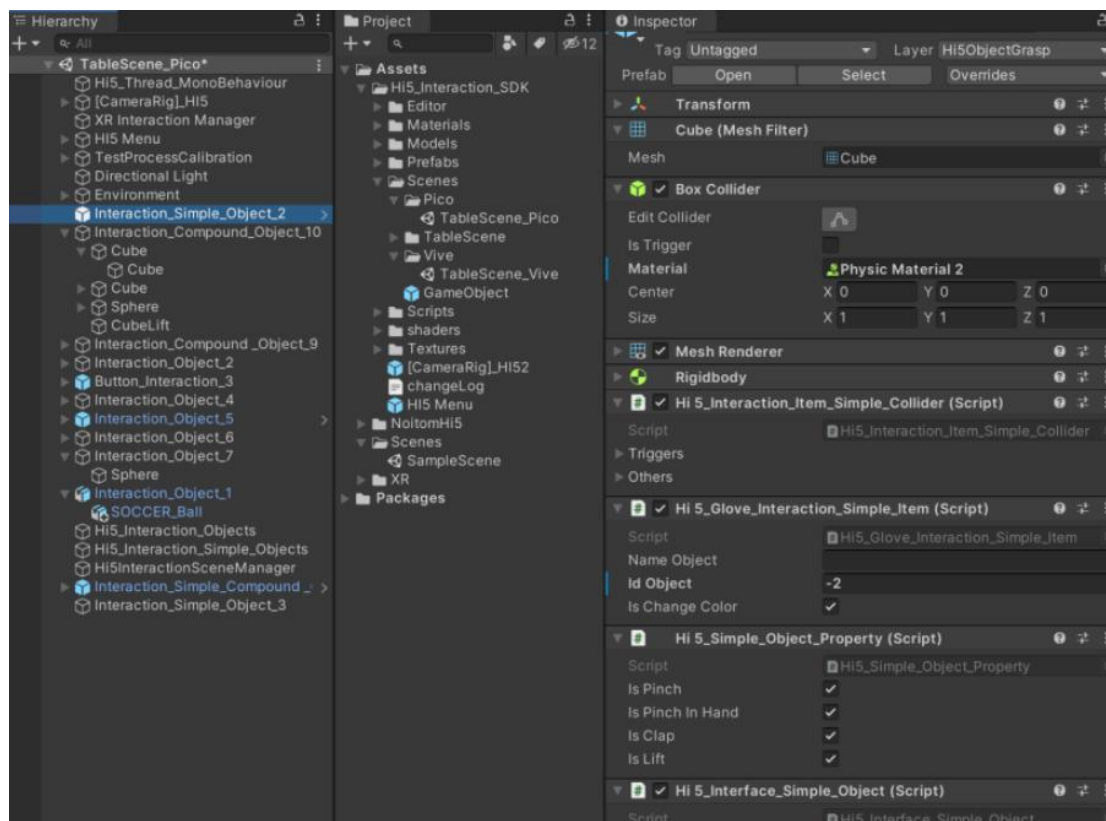 Hierarchy
All
TableScene_Pico*
Hi5_Thread_MonoBehaviour
[CameraRig]_HI5
XR Interaction Manager
HI5 Menu
TestProcessCalibration
Directional Light
Environment
Interaction_Simple_Object_2
Interaction_Compound_Object_10
Cube
Cube
Cube
Sphere
CubeLift
Interaction_Compound _Object_9
Interaction_Object_2
Button_Interaction_3
Interaction_Object_4
Interaction_Object_5
Interaction_Object_6
Interaction_Object_7
Sphere
Interaction_Object_1
SOCCER_Ball
Hi5_Interaction_Objects
Hi5_Interaction_Simple_Objects
Hi5InteractionSceneManager
Interaction_Simple_Compound _
Interaction_Simple_Object_3
Project
12
Assets
Hi5_Interaction_SDK
Editor
Materials
Models
Prefabs
Scenes
Pico
TableScene_Pico
TableScene
Vive
TableScene_Vive
GameObject
Scripts
shaders
Textures
[CameraRig]_HI52
changeLog
HI5 Menu
NoitomHi5
Scenes
SampleScene
XR
Packages
Inspector
Tag Untagged Layer Hi5ObjectGrasp
Prefab Open Select Overrides
Transform
Cube (Mesh Filter)
Mesh Cube
Box Collider
Edit Collider
Is Trigger
Material Physic Material 2
Center X 0 Y 0 Z 0
Size X 1 Y 1 Z 1
Mesh Renderer
Rigidbody
Hi 5_Interaction_Item_Simple_Collider (Script)
Script Hi5_Interaction_Item_Simple_Collider
Triggers
Others
Hi 5_Glove_Interaction_Simple_Item (Script)
Script Hi5_Glove_Interaction_Simple_Item
Name Object
Id Object -2
Is Change Color
Hi 5_Simple_Object_Property (Script)
Script Hi5_Simple_Object_Property
Is Pinch
Is Pinch In Hand
Is Clap
Is Lift
Hi 5_Interface_Simple_Object (Script)
Script Hi5_Interface_Simple_Object